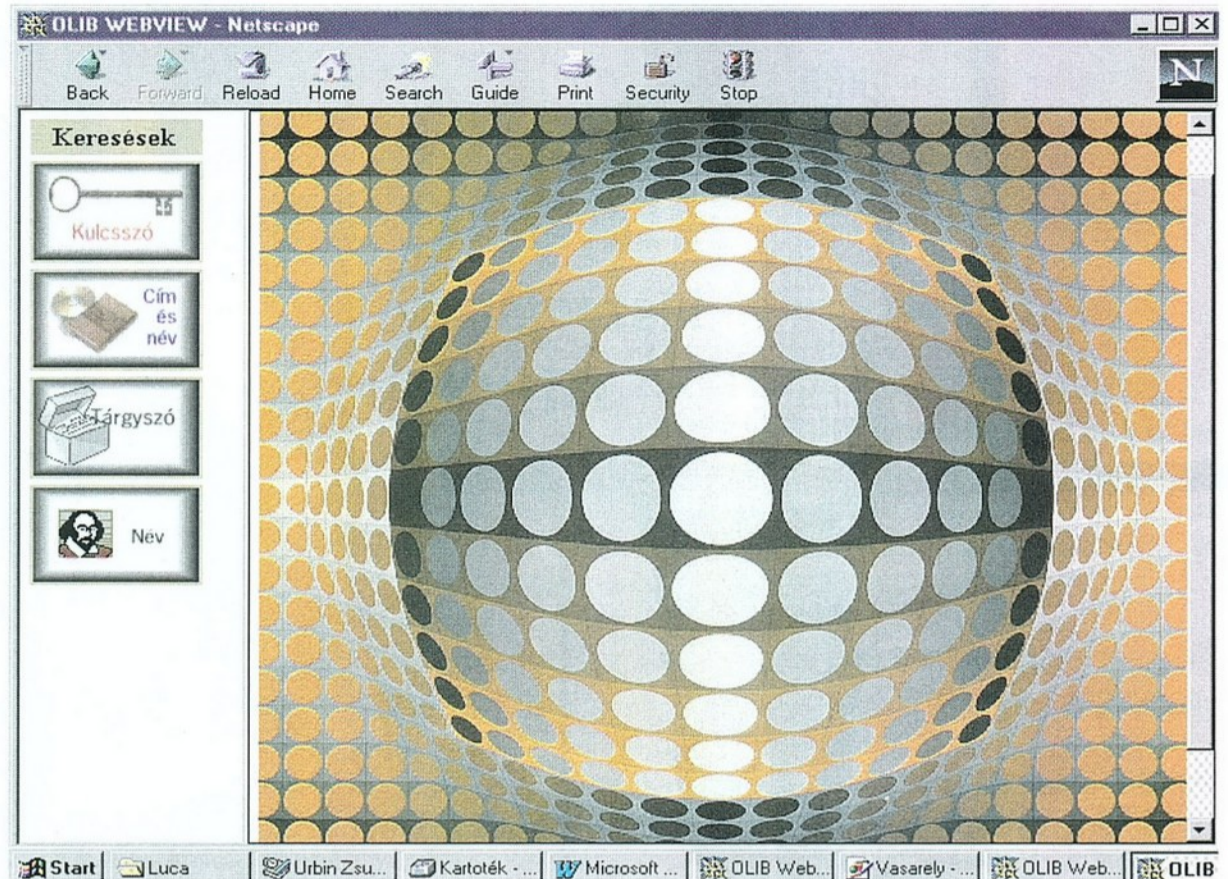 OLIB WEBVIEW - Netscape
Back Forward Reload Home Search Guide Print Security Stop
N
Keresések
Kulcsszó
Cím
és
név
Tárgyszó
Név
Start Luca Urbin Zsu... Kartoték - ... Microsoft ... OLIB Web... Vasarely - ... OLIB Web... OLIB